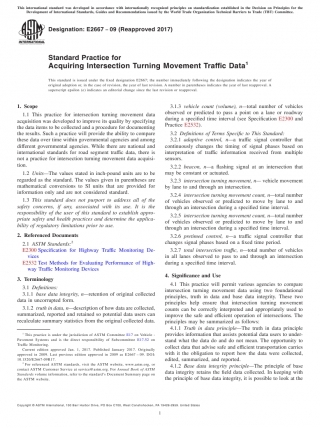 This international standard was developed in accordance with internationally recognized principles on standardization established in the Decision on Principles for the
Development of International Standards, Guides and Recommendations issued by the World Trade Organization Technical Barriers to Trade (TBT) Committee.
Designation: E2667 − 09 (Reapproved 2017)
Standard Practice for
Acquiring Intersection Turning Movement Traffic Data¹
This standard is issued under the fixed designation E2667; the number immediately following the designation indicates the year of
original adoption or, in the case of revision, the year of last revision. A number in parentheses indicates the year of last reapproval. A
superscript epsilon (ε) indicates an editorial change since the last revision or reapproval.
1. Scope
1.1 This practice for intersection turning movement data
acquisition was developed to improve its quality by specifying
the data items to be collected and a procedure for documenting
the results. Such a practice will provide the ability to compare
these data over time within governmental agencies and among
different governmental agencies. While there are national and
international standards for road segment traffic data, there is
not a practice for intersection turning movement data acquisi-
tion.
1.2 Units—The values stated in inch-pound units are to be
regarded as the standard. The values given in parentheses are
mathematical conversions to SI units that are provided for
information only and are not considered standard.
1.3 This standard does not purport to address all of the
safety concerns, if any, associated with its use. It is the
responsibility of the user of this standard to establish appro-
priate safety and health practices and determine the applica-
bility of regulatory limitations prior to use.
2. Referenced Documents
2.1 ASTM Standards:²
E2300 Specification for Highway Traffic Monitoring De-
vices
E2532 Test Methods for Evaluating Performance of High-
way Traffic Monitoring Devices
3. Terminology
3.1 Definitions:
3.1.1 base data integrity, n—retention of original collected
data in uncorrupted form.
3.1.2 truth in data, n—description of how data are collected,
summarized, reported and retained so potential data users can
recalculate summary statistics from the original collected data.
¹ This practice is under the jurisdiction of ASTM Committee E17 on Vehicle -
Pavement Systems and is the direct responsibility of Subcommittee E17.52 on
Traffic Monitoring.
Current edition approved Jan. 1, 2017. Published January 2017. Originally
approved in 2009. Last previous edition approved in 2009 as E2667 – 09. DOI:
10.1520/E2667-09R17.
² For referenced ASTM standards, visit the ASTM website, www.astm.org, or
contact ASTM Customer Service at service@astm.org. For Annual Book of ASTM
Standards volume information, refer to the standard's Document Summary page on
the ASTM website.
3.1.3 vehicle count (volume), n—total number of vehicles
observed or predicted to pass a point on a lane or roadway
during a specified time interval (see Specification E2300 and
Practice E2532).
3.2 Definitions of Terms Specific to This Standard:
3.2.1 adaptive control, n—a traffic signal controller that
continuously changes the timing of signal phases based on
interpretation of traffic information received from multiple
sensors.
3.2.2 beacon, n—a flashing signal at an intersection that
may be constant or actuated.
3.2.3 intersection turning movement, n— vehicle movement
by lane to and through an intersection.
3.2.4 intersection turning movement count, n—total number
of vehicles observed or predicted to move by lane to and
through an intersection during a specified time interval.
3.2.5 intersection turning movement count, n—total number
of vehicles observed or predicted to move by lane to and
through an intersection during a specified time interval.
3.2.6 pretimed control, n—a traffic signal controller that
changes signal phases based on a fixed time period.
3.2.7 total intersection traffic, n—total number of vehicles
in all lanes observed to pass to and through an intersection
during a specified time interval.
4. Significance and Use
4.1 This practice will permit various agencies to compare
intersection turning movement data using two foundational
principles, truth in data and base data integrity. These two
principles help ensure that intersection turning movement
counts can be correctly interpreted and appropriately used to
improve the safe and efficient operation of intersections. The
principles may be summarized as follows:
4.1.1 Truth in data principle—The truth in data principle
provides information that assists potential data users to under-
stand what the data do and do not mean. The opportunity to
collect data that advise safe and efficient transportation carries
with it the obligation to report how the data were collected,
edited, summarized, and reported.
4.1.2 Base data integrity principle—The principle of base
data integrity retains the field data collected. In keeping with
the principle of base data integrity, it is possible to look at the
Copyright © ASTM International, 100 Barr Harbor Drive, PO Box C700, West Conshohocken, PA 19428-2959. United States
1